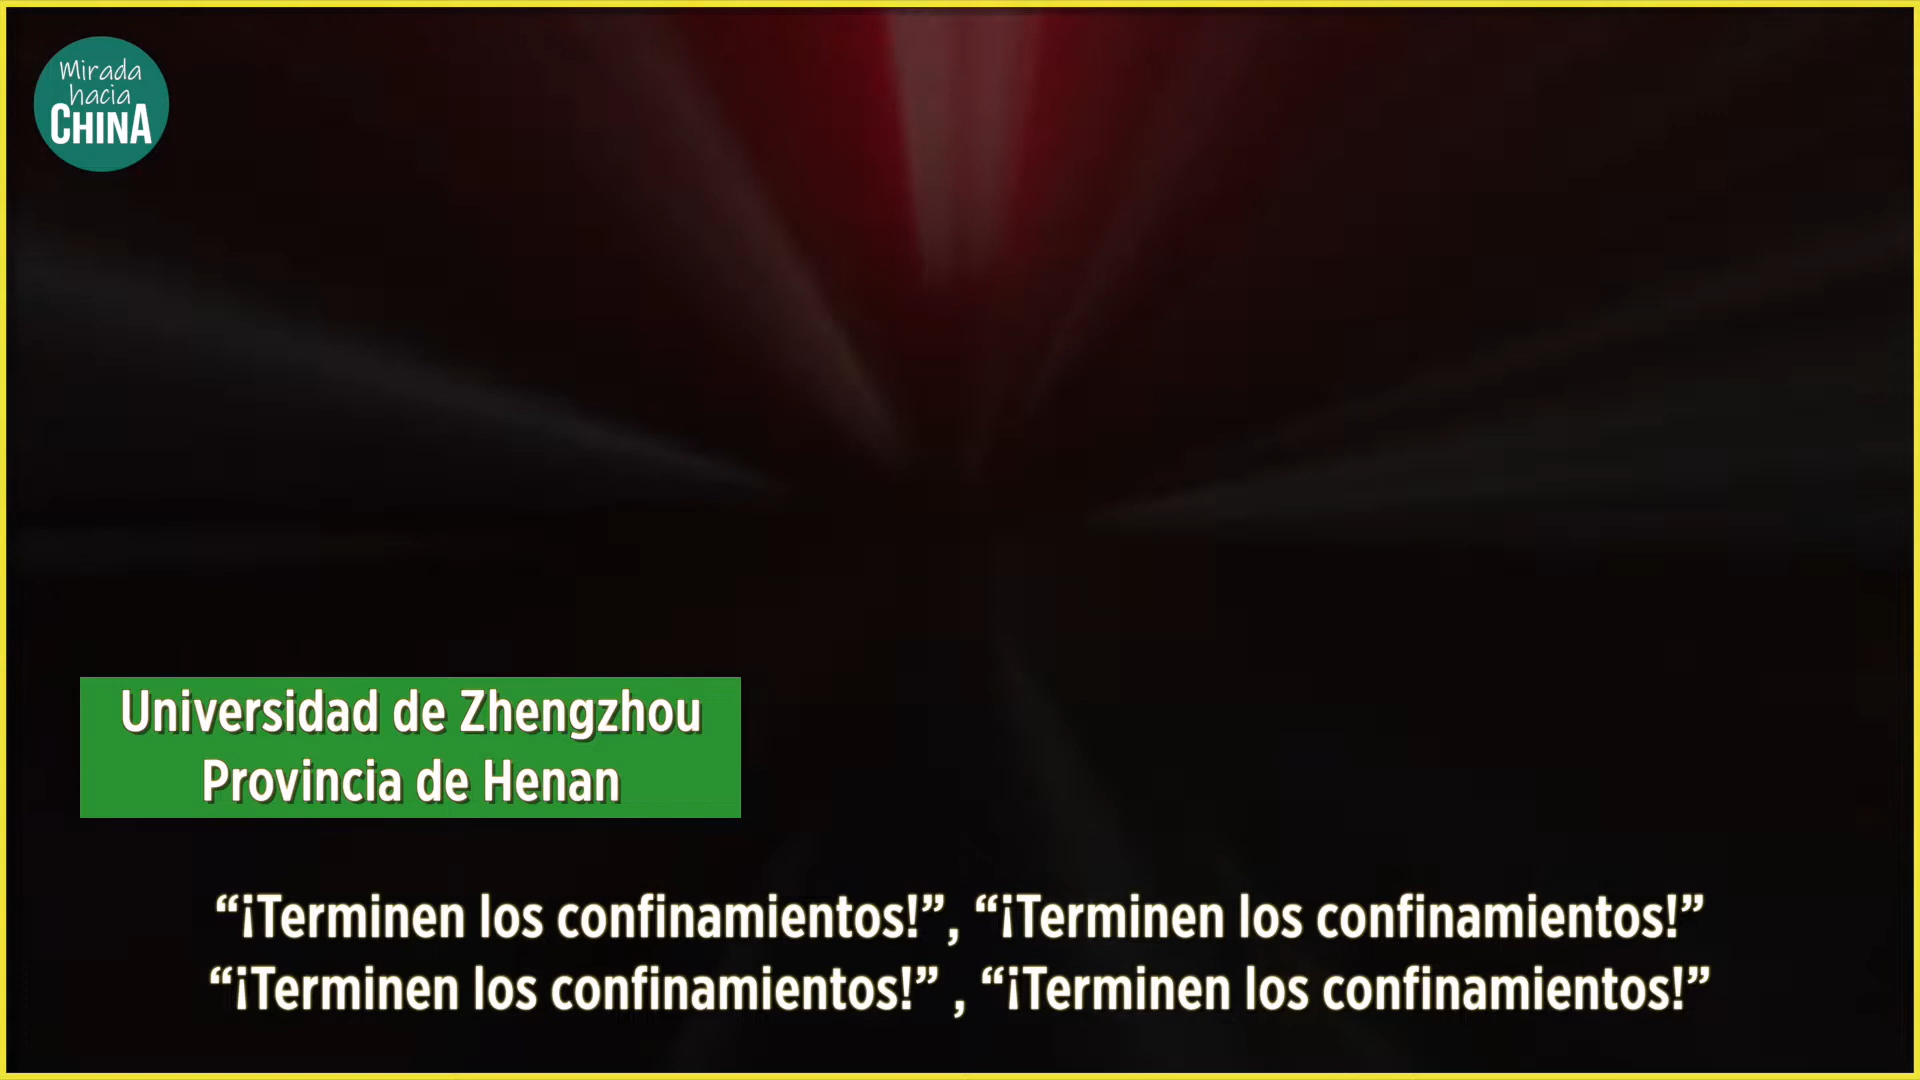 Mirada
hacia
CHINA
Universidad de Zhengzhou
Provincia de Henan
“¡Terminen los confinamientos!”, “¡Terminen los confinamientos!”
“¡Terminen los confinamientos!” , “¡Terminen los confinamientos!”